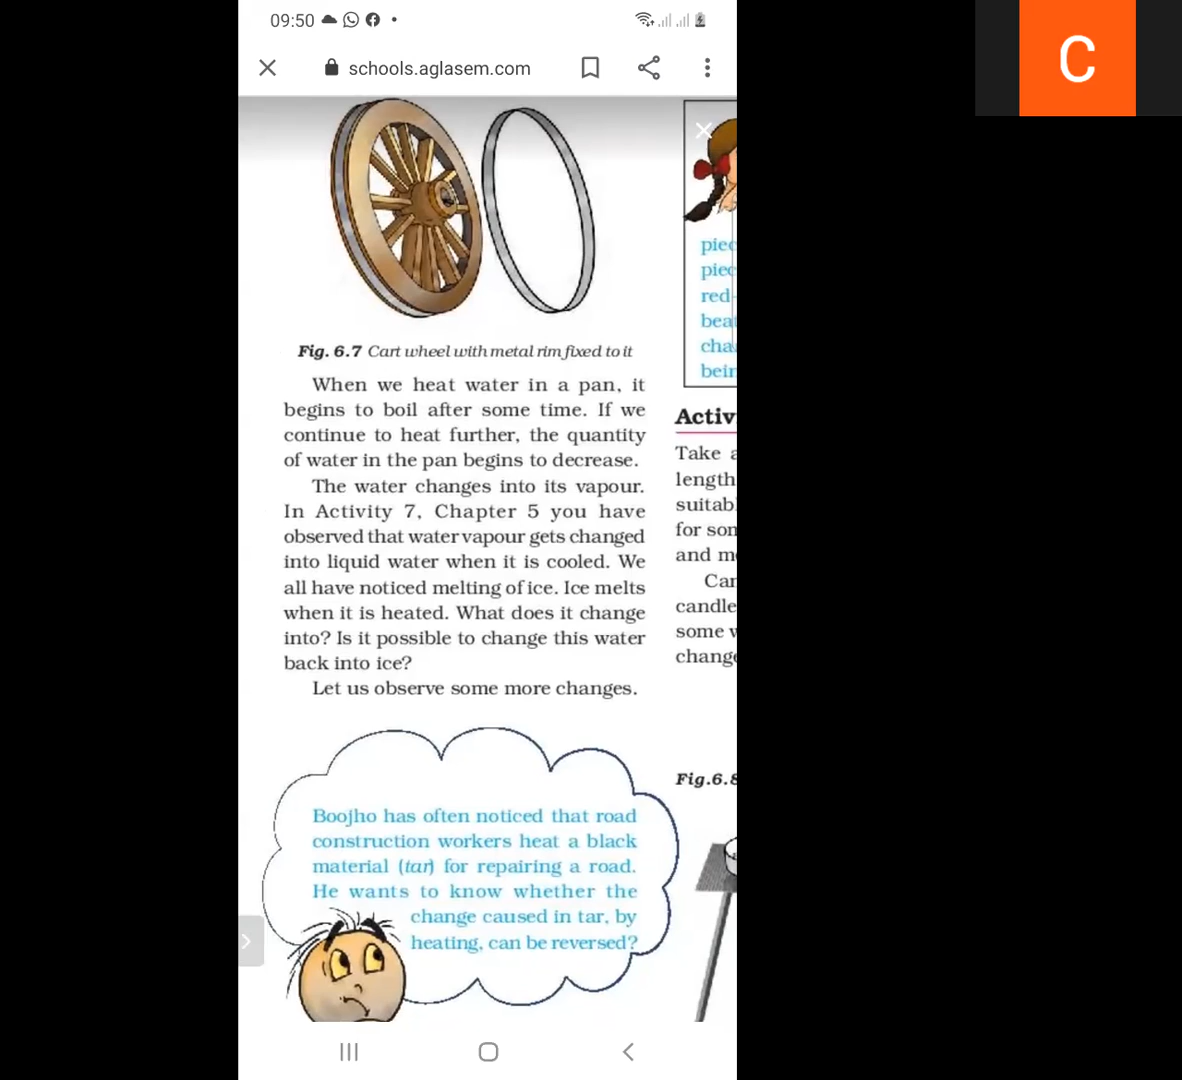 09:50
schools.aglasem.com
C
Fig. 6.7 Cart wheel with metal rim fixed to it
When we heat water in a pan, it
begins to boil after some time. If we
continue to heat further, the quantity
of water in the pan begins to decrease.
The water changes into its vapour.
In Activity 7, Chapter 5 you have
observed that water vapour gets changed
into liquid water when it is cooled. We
all have noticed melting of ice. Ice melts
when it is heated. What does it change
into? Is it possible to change this water
back into ice?
Let us observe some more changes.
Boojho has often noticed that road
construction workers heat a black
material (tar) for repairing a road.
He wants to know whether the
change caused in tar, by
heating, can be reversed?
red-
Take
length
for
and
candle
some
Fig.6.8